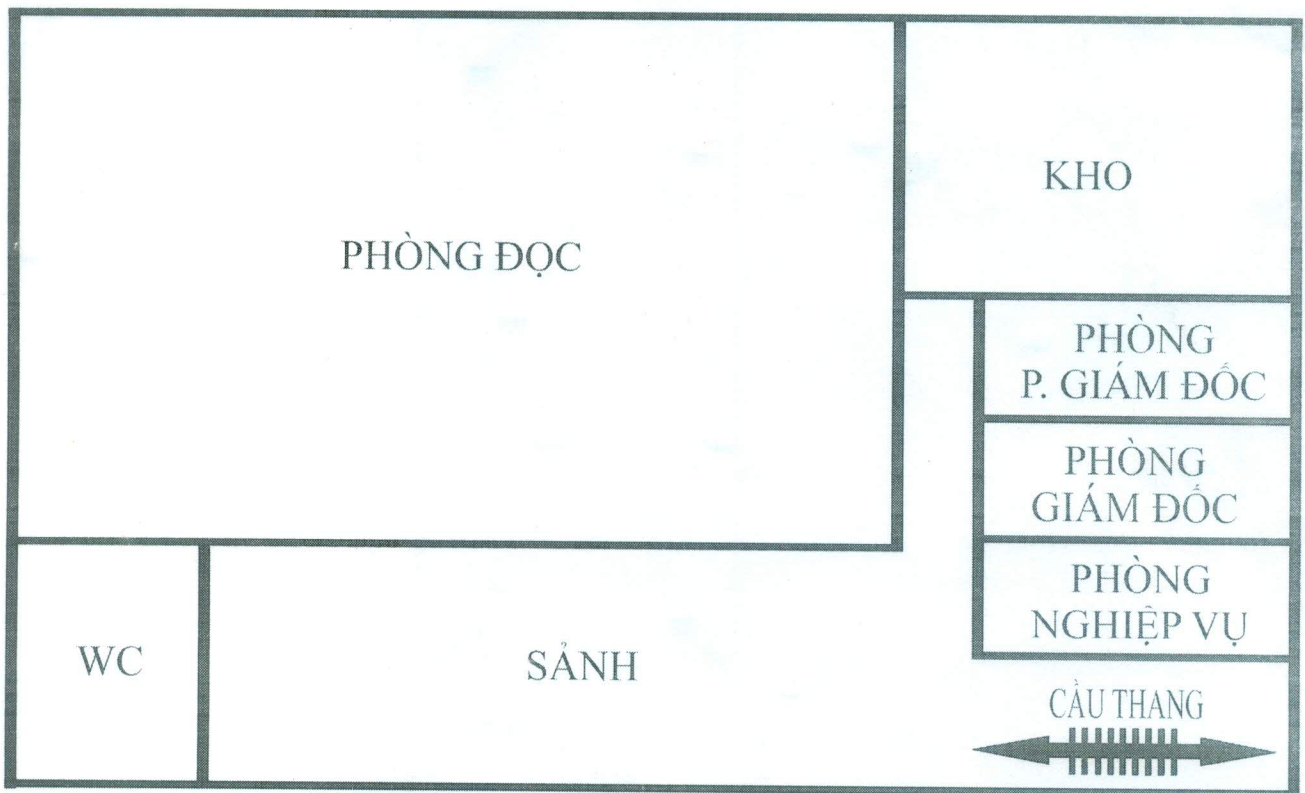 KHO
PHÒNG ĐỌC
PHÒNG
P. GIÁM ĐỐC
PHÒNG
GIÁM ĐỐC
PHÒNG
NGHIỆP VỤ
WC
SẢNH
CẦU THANG